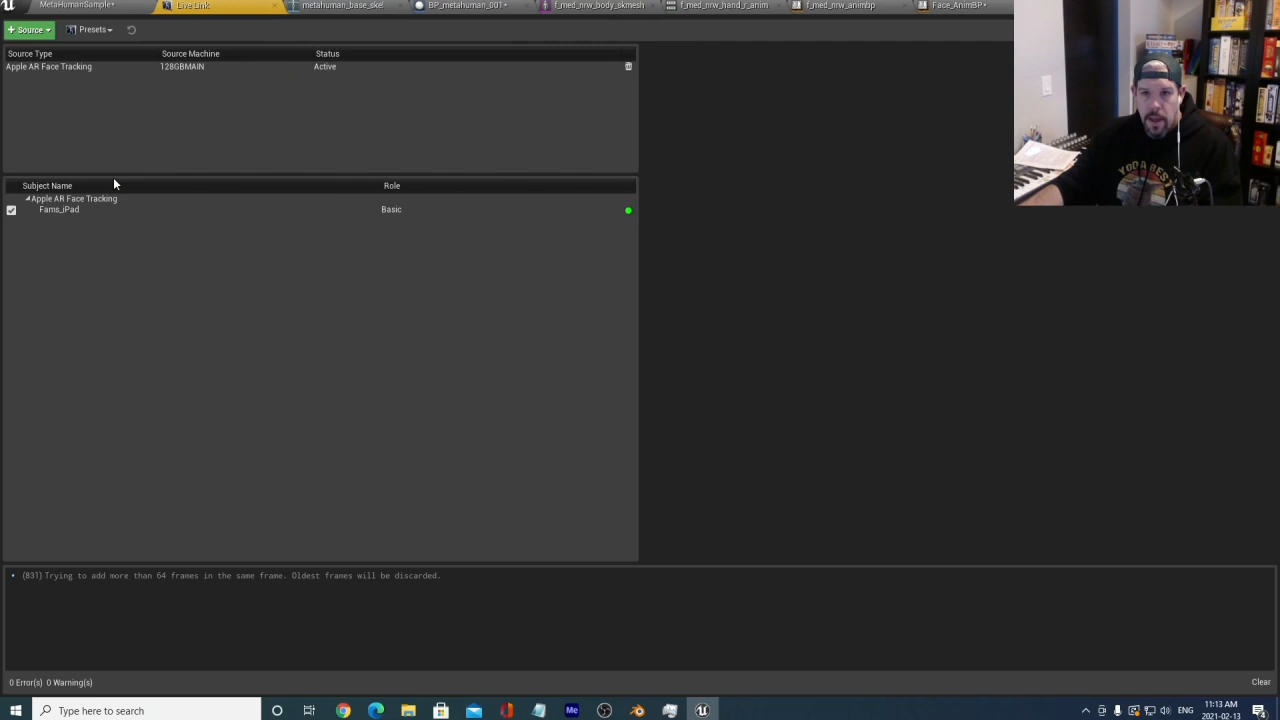 MetaHumanSample*
Live Link
metahuman_base_skel
BP_metahuman_001*
f_med_nrw_body_skmesh
f_med_nrw_hand_r_anim
f_med_nrw_animbp
Face_AnimBP*
+ Source
Presets
Source Type Source Machine Status
Apple AR Face Tracking 128GBMAIN Active
Subject Name Role
Apple AR Face Tracking
Fams_iPad Basic
(831) Trying to add more than 64 frames in the same frame. Oldest frames will be discarded.
0 Error(s) 0 Warning(s) Clear
YODA BEST
Type here to search
Me
ENG
11:13 AM
2021-02-13